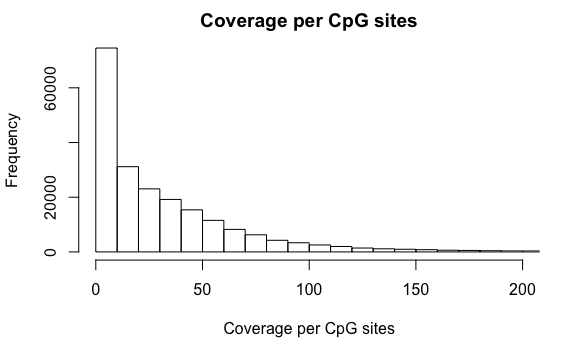 Coverage per CpG sites
Frequency
60000
20000
0
0 50 100 150 200
Coverage per CpG sites